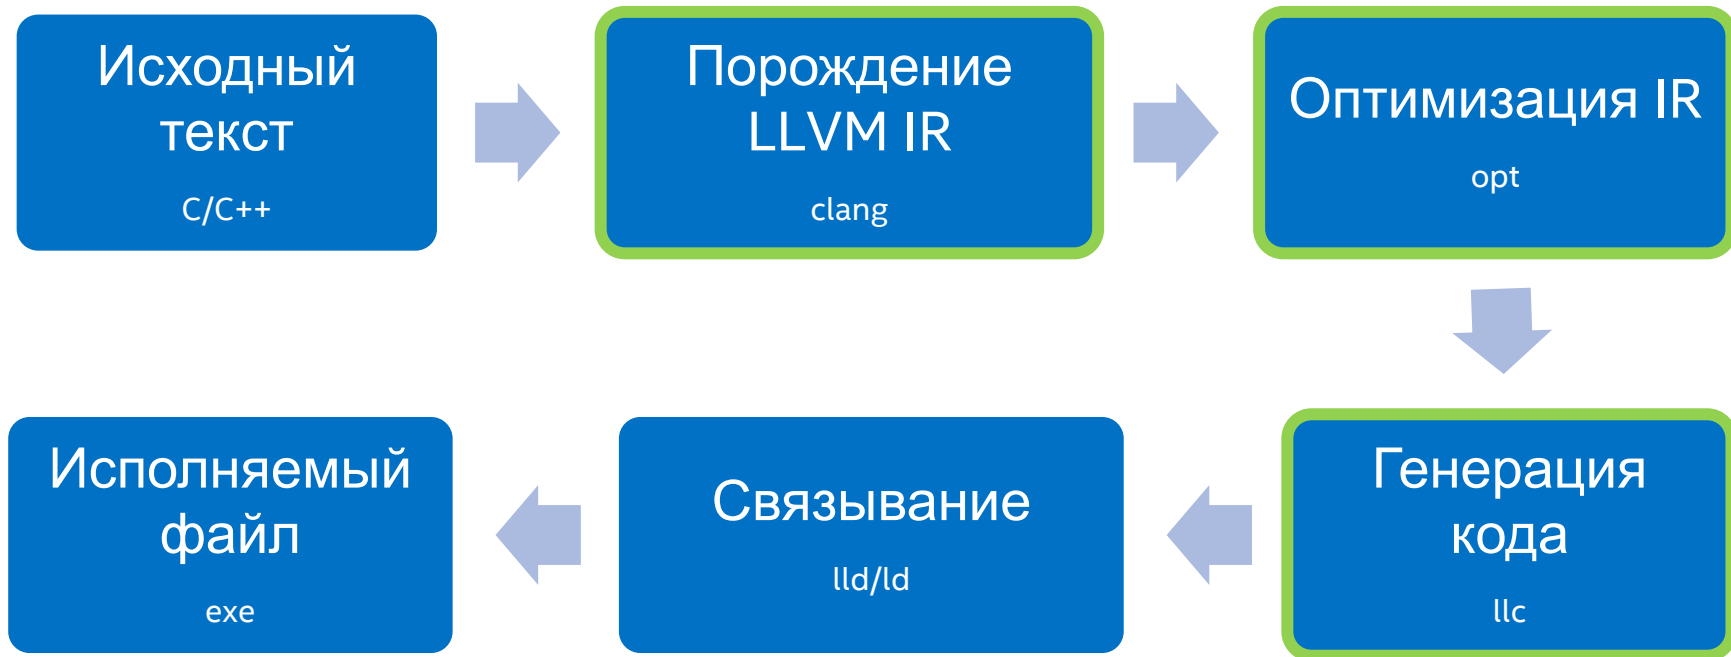 Исходный
текст
C/C++
Порождение
LLVM IR
clang
Оптимизация IR
opt
Генерация
кода
llc
Связывание
lld/ld
Исполняемый
файл
exe